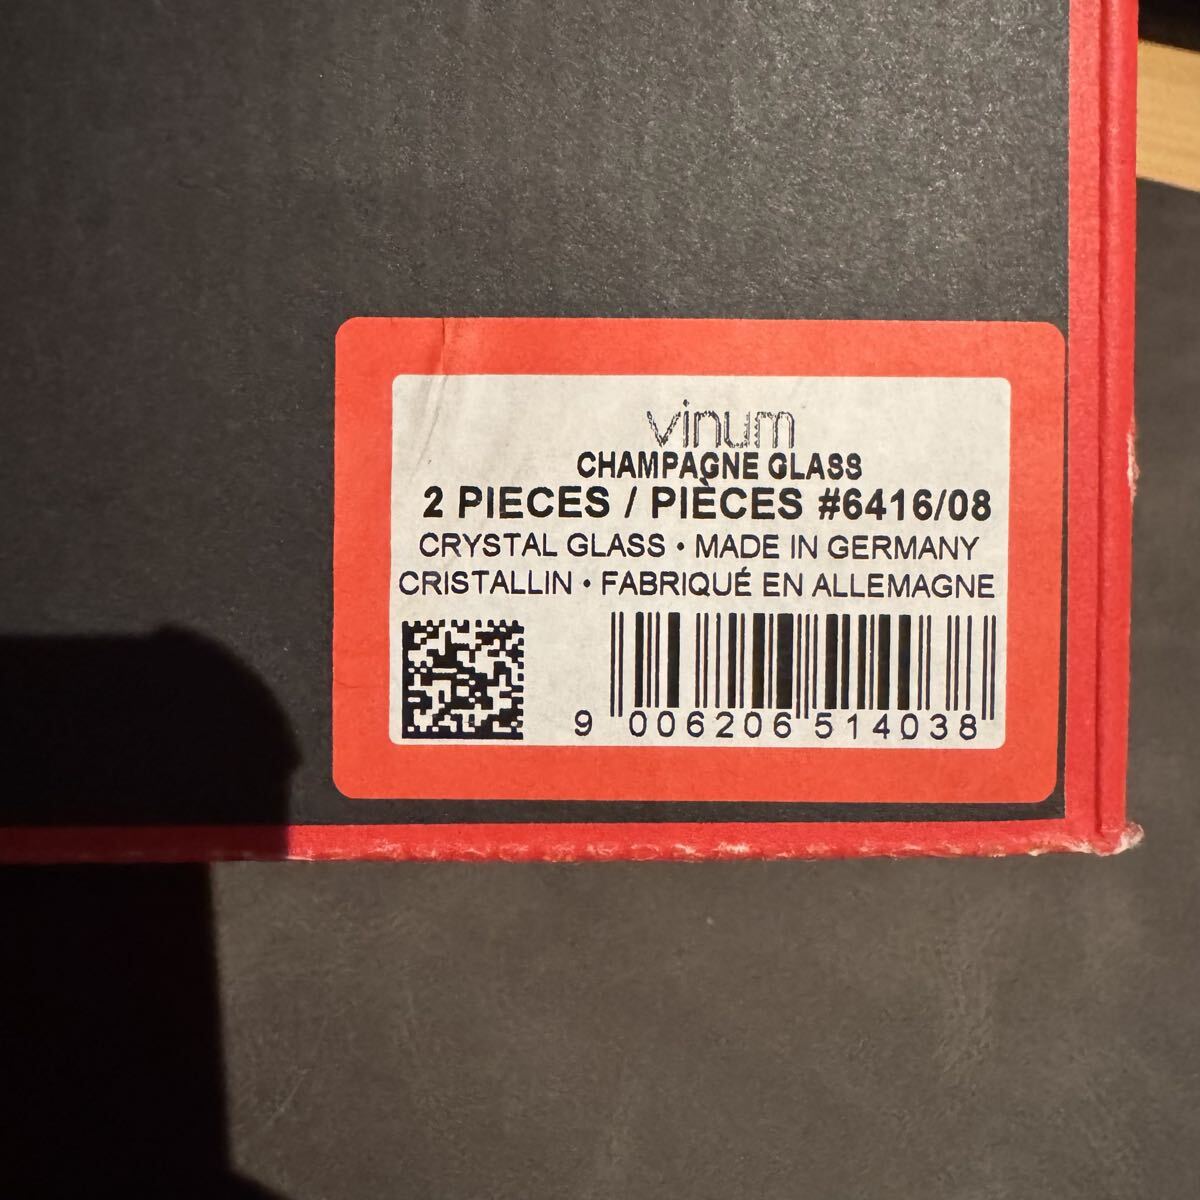 vinum
CHAMPAGNE GLASS
2 PIECES / PIÈCES #6416/08
CRYSTAL GLASS • MADE IN GERMANY
CRISTALLIN • FABRIQUÉ EN ALLEMAGNE
9 006206 514038